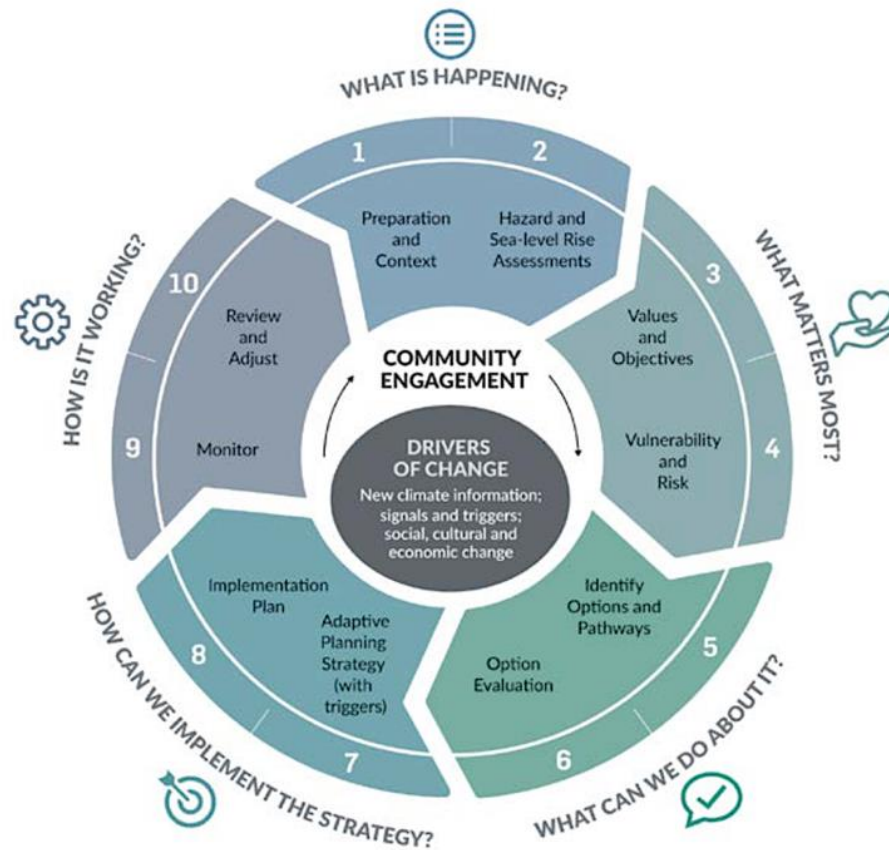 WHAT IS HAPPENING?
1
2
Preparation
and
Context
Hazard and
Sea-level Rise
Assessments
WHAT MATTERS MOST?
3
4
Values
and
Objectives
Vulnerability
and
Risk
WHAT CAN WE DO ABOUT IT?
5
6
Identify
Options and
Pathways
Option
Evaluation
HOW CAN WE IMPLEMENT THE STRATEGY?
7
8
Adaptive
Planning
Strategy
(with
triggers)
Implementation
Plan
HOW IS IT WORKING?
9
10
Monitor
Review
and
Adjust
COMMUNITY
ENGAGEMENT
DRIVERS
OF CHANGE
New climate information;
signals and triggers;
social, cultural and
economic change